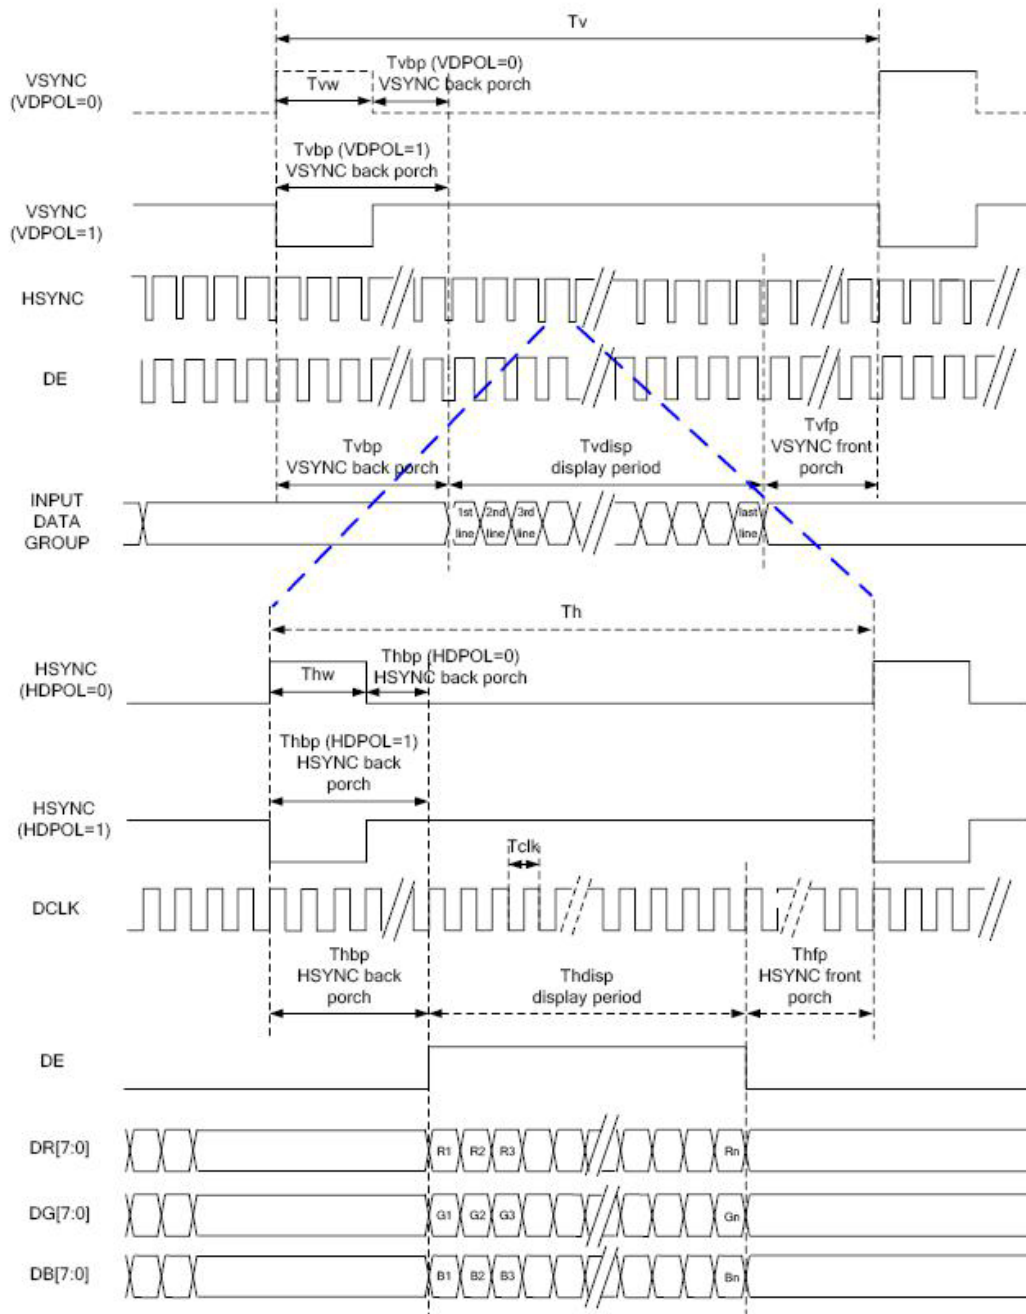 Tv
Tvbp (VDPOL=0)
VSYNC back porch
VSYNC
(VDPOL=0)
Tvw
Tvbp (VDPOL=1)
VSYNC back porch
VSYNC
(VDPOL=1)
HSYNC
DE
Tvbp
VSYNC back porch
Tvdisp
display period
Tvfp
VSYNC front
porch
INPUT
DATA
GROUP
1st
line
2nd
line
3rd
line
last
line
Th
HSYNC
(HDPOL=0)
Thw
Thbp (HDPOL=0)
HSYNC back porch
Thbp (HDPOL=1)
HSYNC back
porch
HSYNC
(HDPOL=1)
Tclk
DCLK
Thbp
HSYNC back
porch
Thdisp
display period
Thfp
HSYNC front
porch
DE
DR[7:0]
R1 R2 R3 Rn
DG[7:0]
G1 G2 G3 Gn
DB[7:0]
B1 B2 B3 Bn